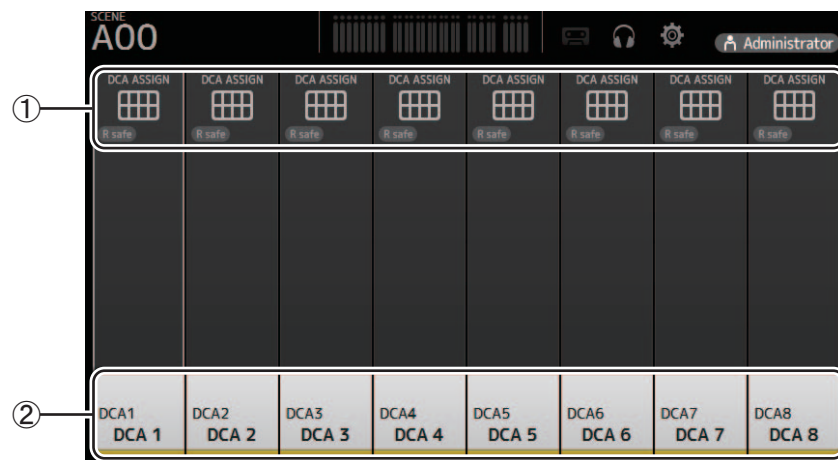 SCENE
A00
Administrator
① DCA ASSIGN DCA ASSIGN DCA ASSIGN DCA ASSIGN DCA ASSIGN DCA ASSIGN DCA ASSIGN DCA ASSIGN
R safe R safe R safe R safe R safe R safe R safe R safe
② DCA1 DCA2 DCA3 DCA4 DCA5 DCA6 DCA7 DCA8
DCA 1 DCA 2 DCA 3 DCA 4 DCA 5 DCA 6 DCA 7 DCA 8